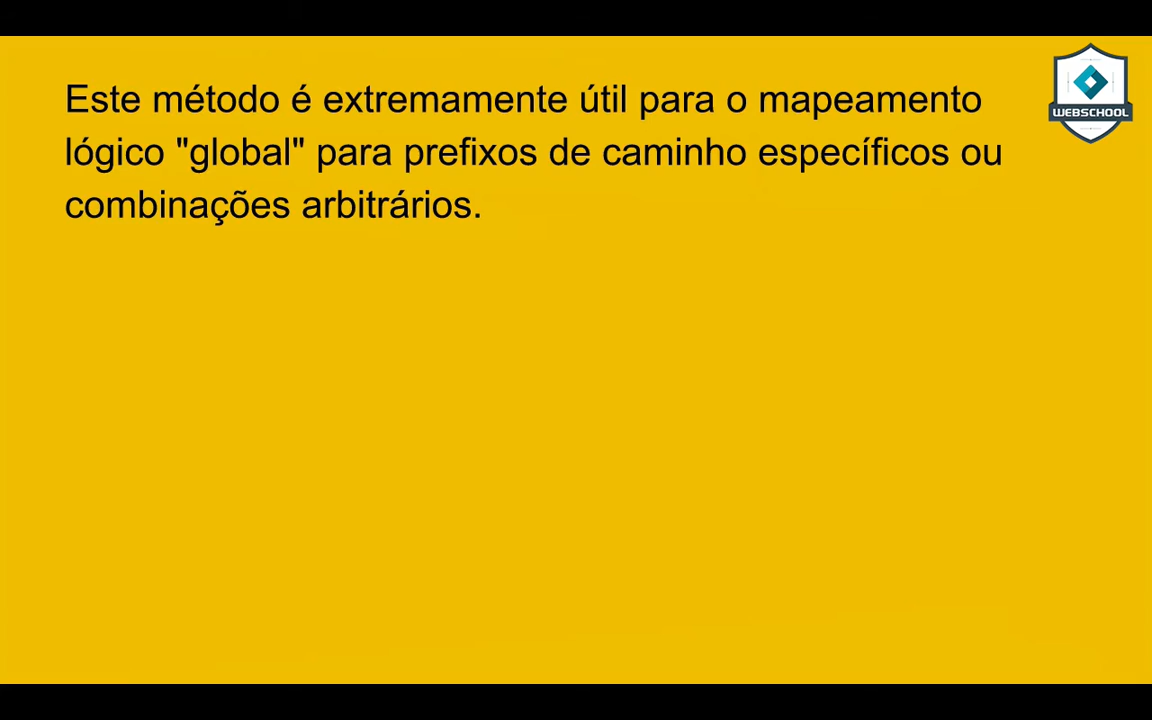 Este método é extremamente útil para o mapeamento
lógico "global" para prefixos de caminho específicos ou
combinações arbitrários.
WEBSCHOOL